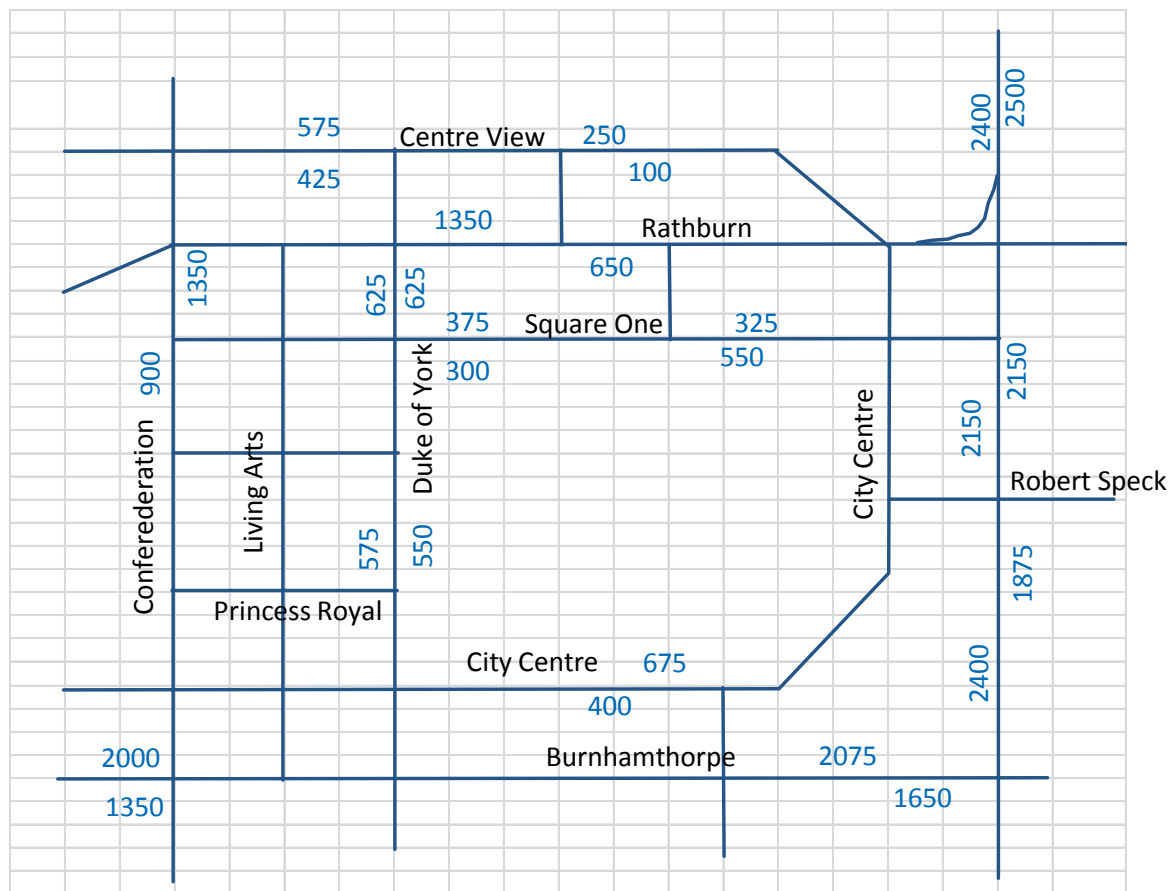 2400
2500
575
Centre View
250
425
100
1350
Rathburn
1350
650
625
625
375
Square One
325
300
550
900
2150
2150
Conferederation
Living Arts
Duke of York
City Centre
Robert Speck
575
550
1875
Princess Royal
City Centre
675
2400
400
2000
Burnhamthorpe
2075
1350
1650